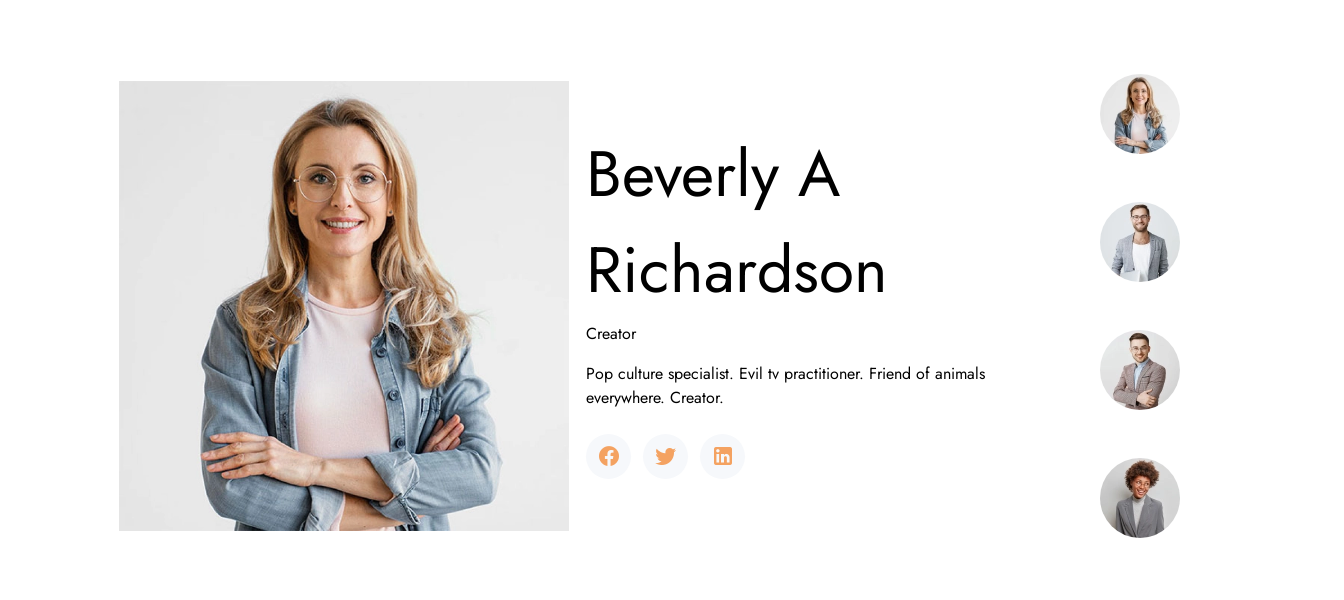 Beverly A
Richardson
Creator
Pop culture specialist. Evil tv practitioner. Friend of animals
everywhere. Creator.